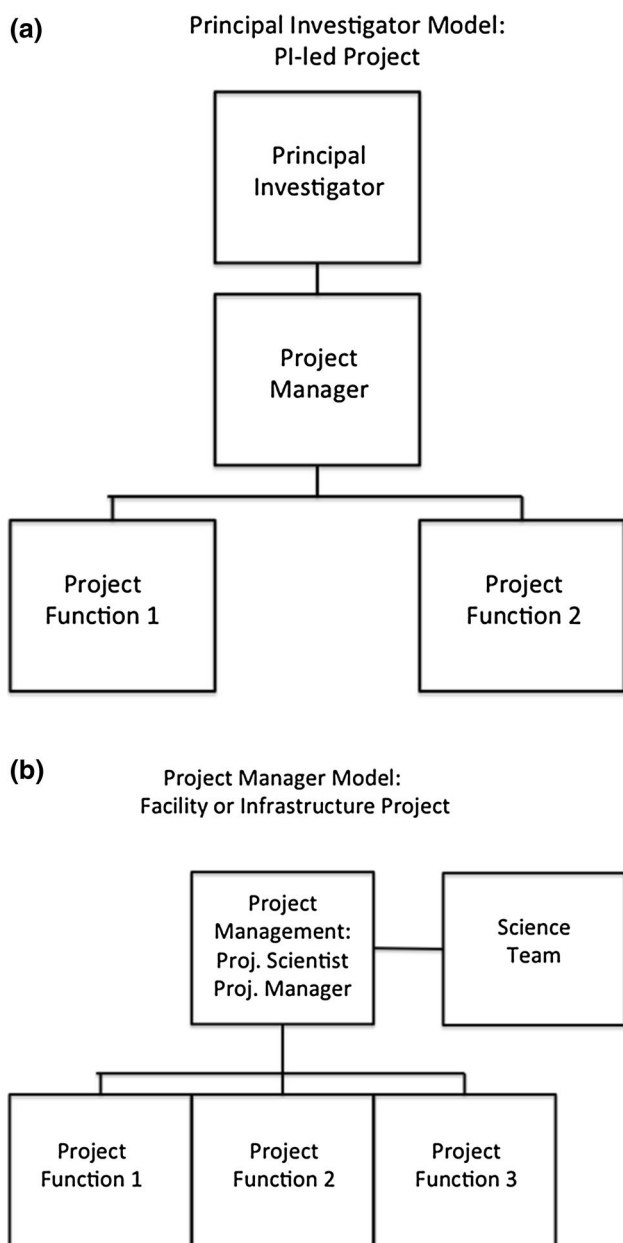 (a)
Principal Investigator Model:
PI-led Project
Principal
Investigator
Project
Manager
Project
Function 1
Project
Function 2
(b)
Project Manager Model:
Facility or Infrastructure Project
Project
Management:
Proj. Scientist
Proj. Manager
Science
Team
Project
Function 1
Project
Function 2
Project
Function 3